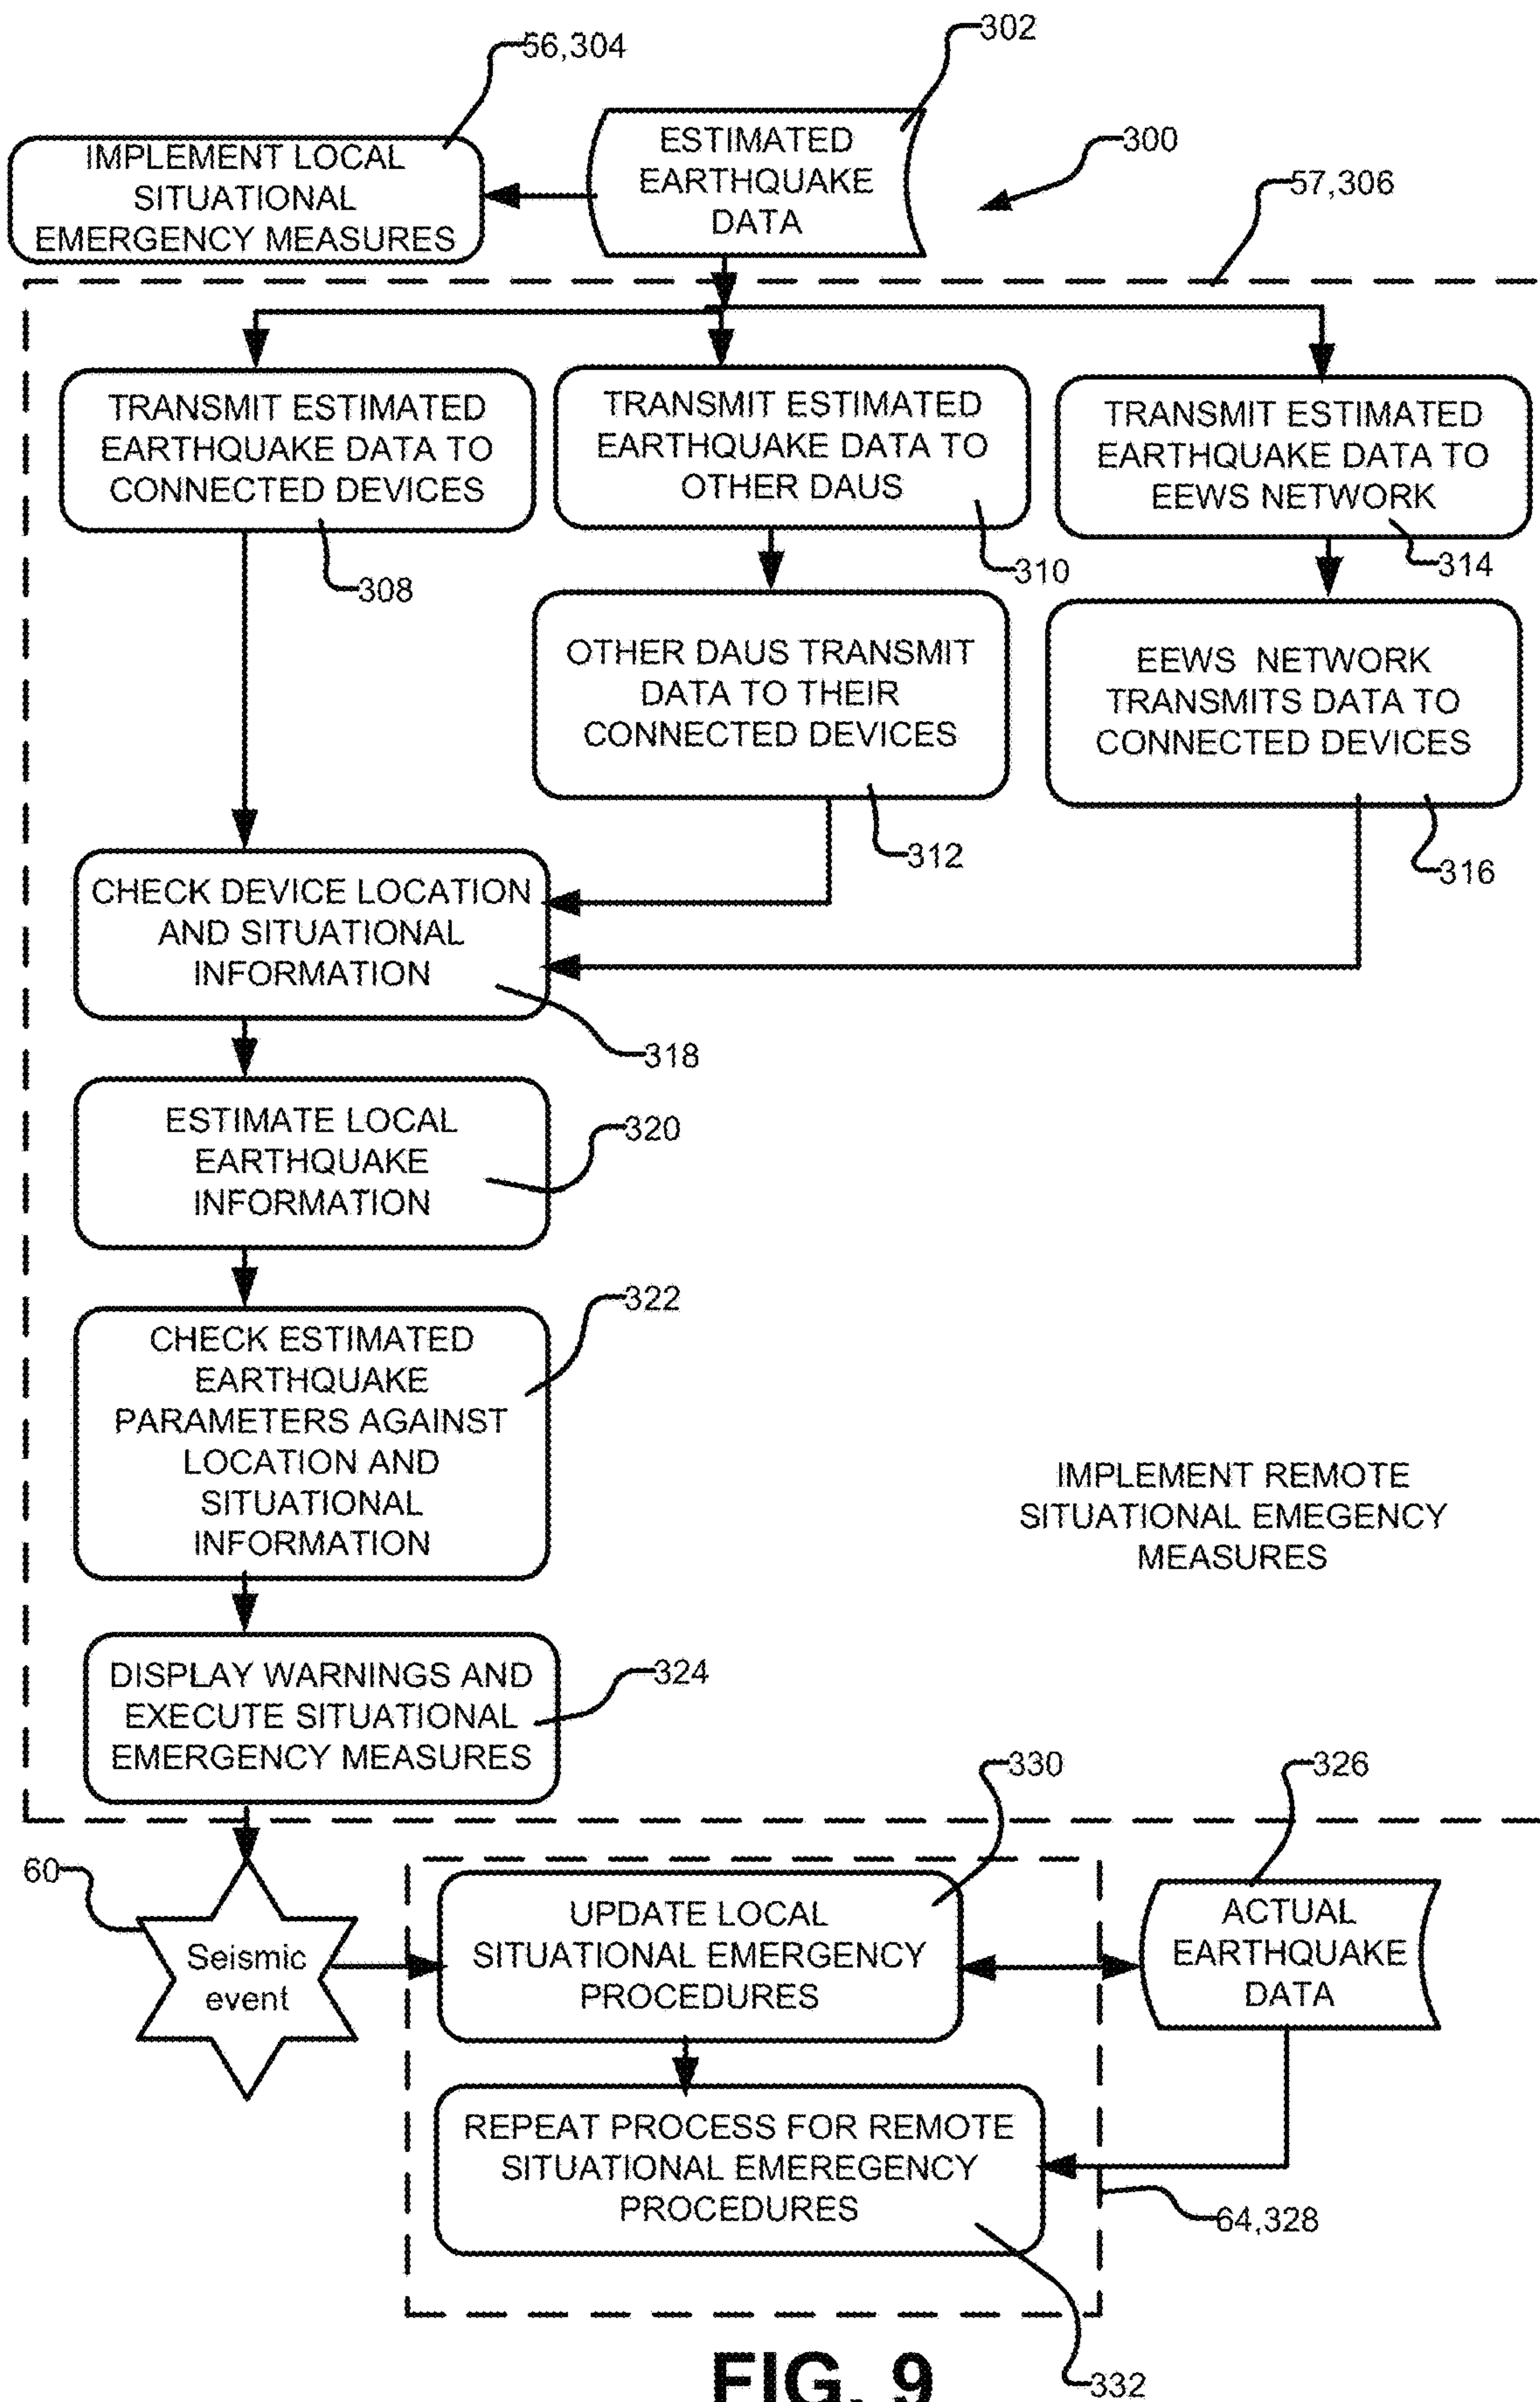 56,304
302
IMPLEMENT LOCAL
SITUATIONAL
EMERGENCY MEASURES
ESTIMATED
EARTHQUAKE
DATA
300
57,306
TRANSMIT ESTIMATED
EARTHQUAKE DATA TO
CONNECTED DEVICES
308
TRANSMIT ESTIMATED
EARTHQUAKE DATA TO
OTHER DAUS
310
TRANSMIT ESTIMATED
EARTHQUAKE DATA TO
EEWS NETWORK
314
OTHER DAUS TRANSMIT
DATA TO THEIR
CONNECTED DEVICES
312
EEWS NETWORK
TRANSMITS DATA TO
CONNECTED DEVICES
316
CHECK DEVICE LOCATION
AND SITUATIONAL
INFORMATION
318
ESTIMATE LOCAL
EARTHQUAKE
INFORMATION
320
CHECK ESTIMATED
EARTHQUAKE
PARAMETERS AGAINST
LOCATION AND
SITUATIONAL
INFORMATION
322
IMPLEMENT REMOTE
SITUATIONAL EMEGENCY
MEASURES
DISPLAY WARNINGS AND
EXECUTE SITUATIONAL
EMERGENCY MEASURES
324
330
326
60
Seismic
event
UPDATE LOCAL
SITUATIONAL EMERGENCY
PROCEDURES
ACTUAL
EARTHQUAKE
DATA
REPEAT PROCESS FOR REMOTE
SITUATIONAL EMEREGENCY
PROCEDURES
64,328
332
FIG. 9